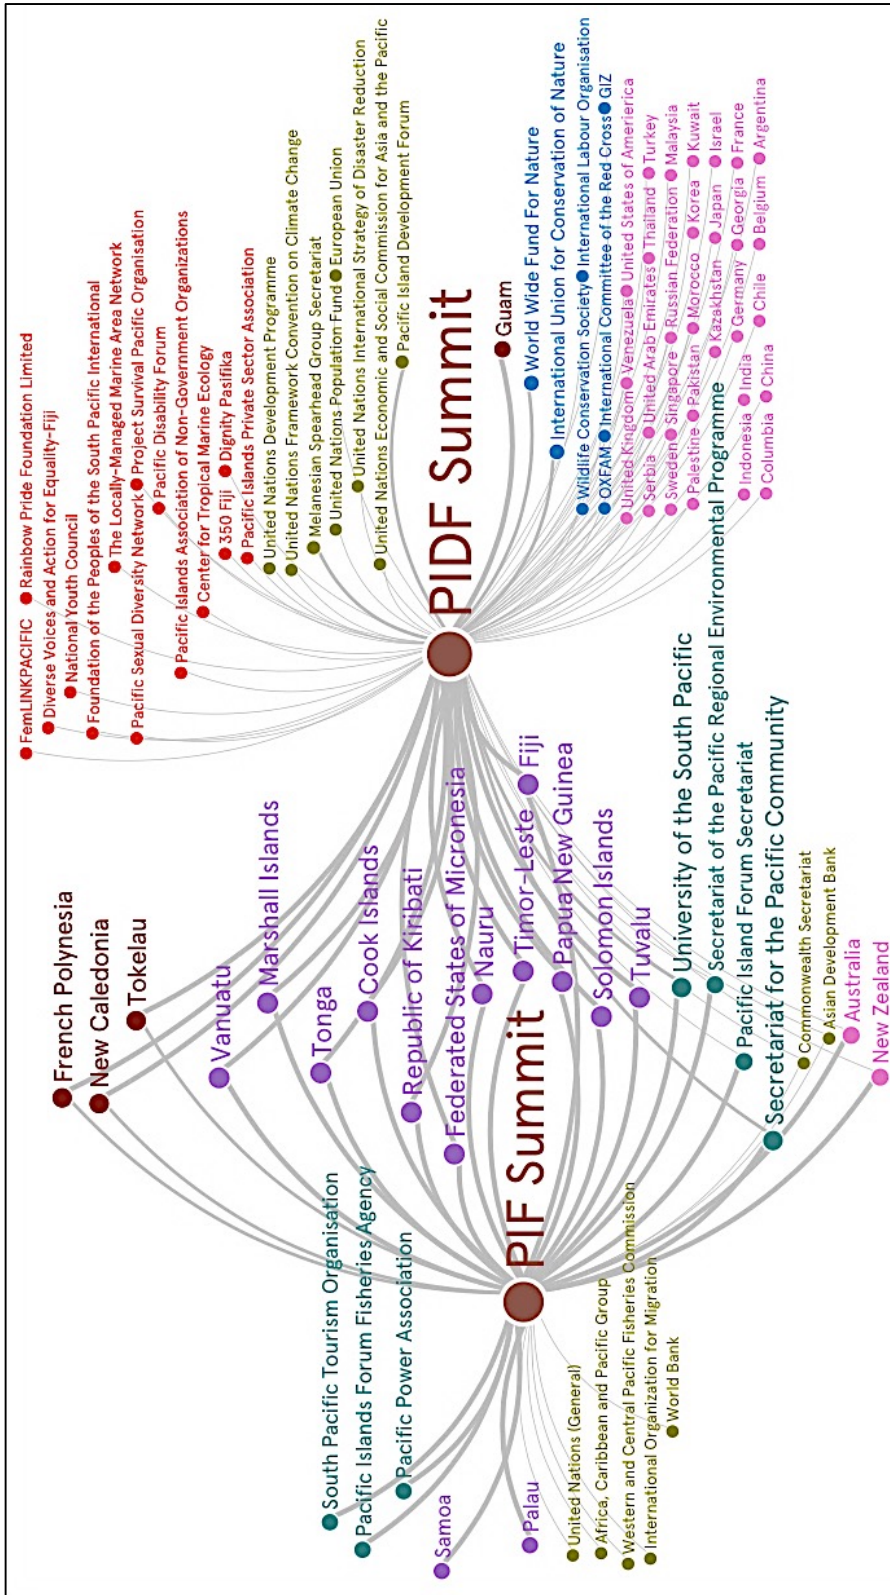 FemLINKPACIFIC
Rainbow Pride Foundation Limited
Diverse Voices and Action for Equality-Fiji
National Youth Council
Foundation of the Peoples of the South Pacific International
The Locally-Managed Marine Area Network
Pacific Sexual Diversity Network
Project Survival Pacific Organisation
Pacific Disability Forum
Pacific Islands Association of Non-Government Organizations
Center for Tropical Marine Ecology
350 Fiji
Dignity Pasifika
Pacific Islands Private Sector Association
United Nations Development Programme
United Nations Framework Convention on Climate Change
Melanesian Spearhead Group Secretariat
United Nations Population Fund
European Union
United Nations International Strategy of Disaster Reduction
United Nations Economic and Social Commission for Asia and the Pacific
Pacific Island Development Forum
PIDF Summit
Guam
World Wide Fund For Nature
International Union for Conservation of Nature
Wildlife Conservation Society
International Labour Organisation
OXFAM
International Committee of the Red Cross
GIZ
United Kingdom
Venezuela
United States of Amerierica
Serbia
United Arab Emirates
Thailand
Turkey
Sweden
Singapore
Russian Federation
Malaysia
Palestine
Pakistan
Morocco
Korea
Kuwait
Kazakhstan
Japan
Israel
Germany
Georgia
France
Indonesia
India
Chile
Belgium
Argentina
Columbia
China
French Polynesia
New Caledonia
Tokelau
Vanuatu
Marshall Islands
Tonga
Cook Islands
Republic of Kiribati
Federated States of Micronesia
Nauru
Timor-Leste
Fiji
Papua New Guinea
Solomon Islands
Tuvalu
University of the South Pacific
Secretariat of the Pacific Regional Environmental Programme
Pacific Island Forum Secretariat
Secretariat for the Pacific Community
Commonwealth Secretariat
Asian Development Bank
Australia
New Zealand
PIF Summit
South Pacific Tourism Organisation
Pacific Islands Forum Fisheries Agency
Pacific Power Association
Samoa
Palau
United Nations (General)
Africa, Caribbean and Pacific Group
Western and Central Pacific Fisheries Commission
International Organization for Migration
World Bank